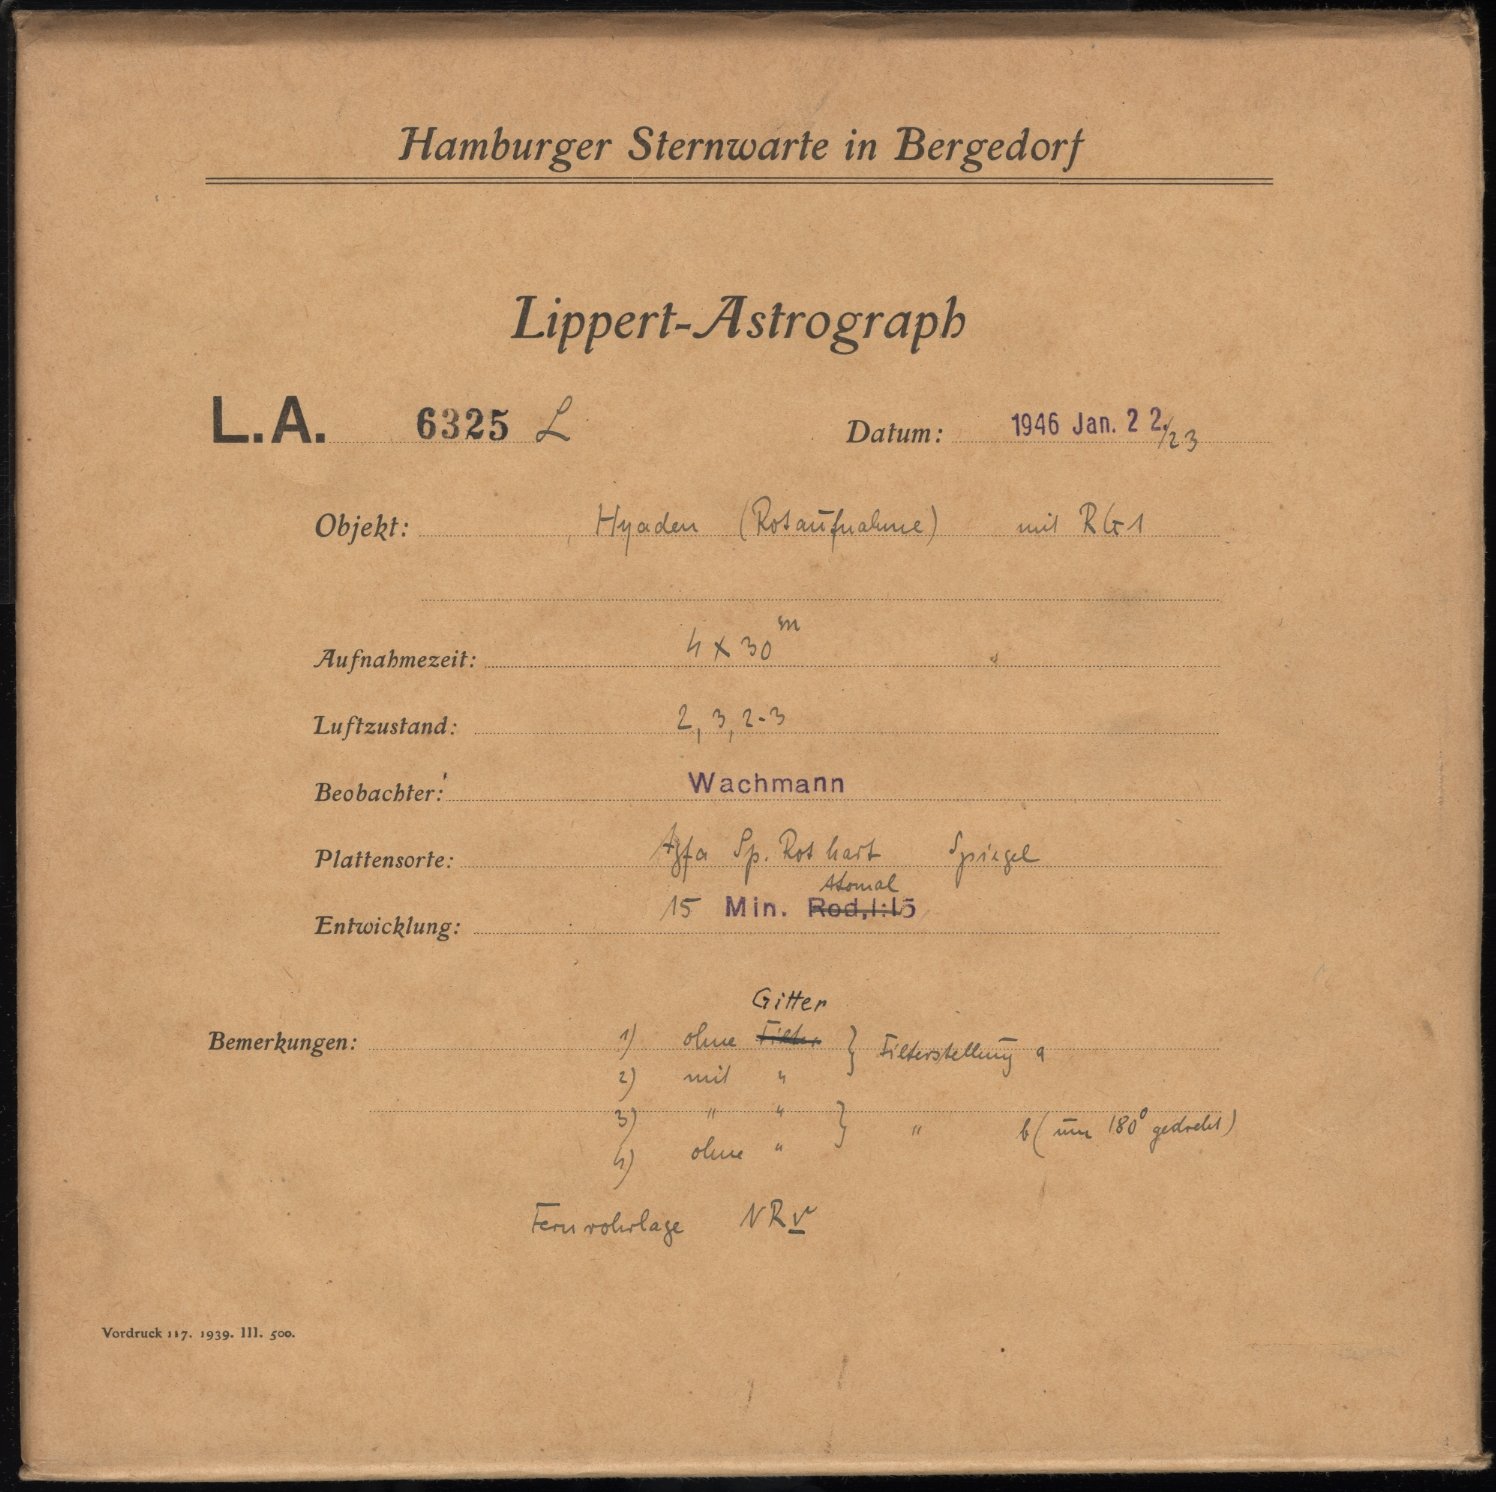 Hamburger Sternwarte in Bergedorf
Lippert-Astrograph
L.A. 6325 L Datum: 1946 Jan. 22./23
Objekt: Hyaden (Rotaufnahme) mit RG1
Aufnahmezeit: 4 x 30 m
Luftzustand: 2, 3, 2-3
Beobachter: Wachmann
Plattensorte: Agfa Sp. Rot hart Spiegel
Atomal
Entwicklung: 15 Min. Rod, 1:15
Gitter
Bemerkungen: 1) ohne Filter } Filterstellung a
2) mit "
3) " " } " b (um 180° gedreht)
4) ohne "
Fernrohrlage NRV
Vordruck 117. 1939. III. 500.